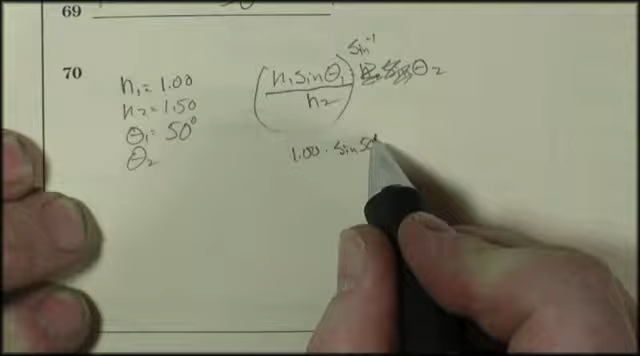 69
70
n₁ = 1.00
n₂ = 1.50
θ₁ = 50°
θ₂
(n₁ sin θ₁ / n₂) sin⁻¹ = θ₂
1.00 · sin 50°